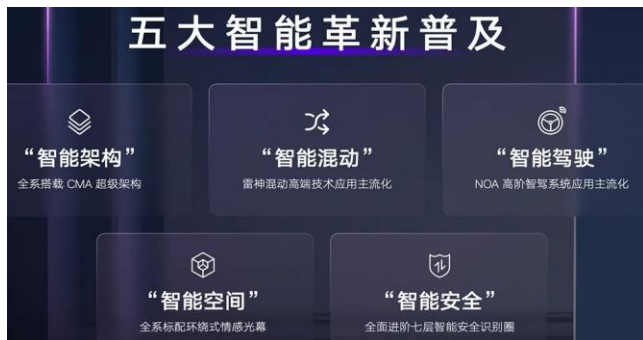 五大智能革新普及
“智能架构”
全系搭载 CMA 超级架构
“智能混动”
雷神混动高端技术应用主流化
“智能驾驶”
NOA 高阶智驾系统应用主流化
“智能空间”
全系标配环绕式情感光幕
“智能安全”
全面进阶七层智能安全识别圈